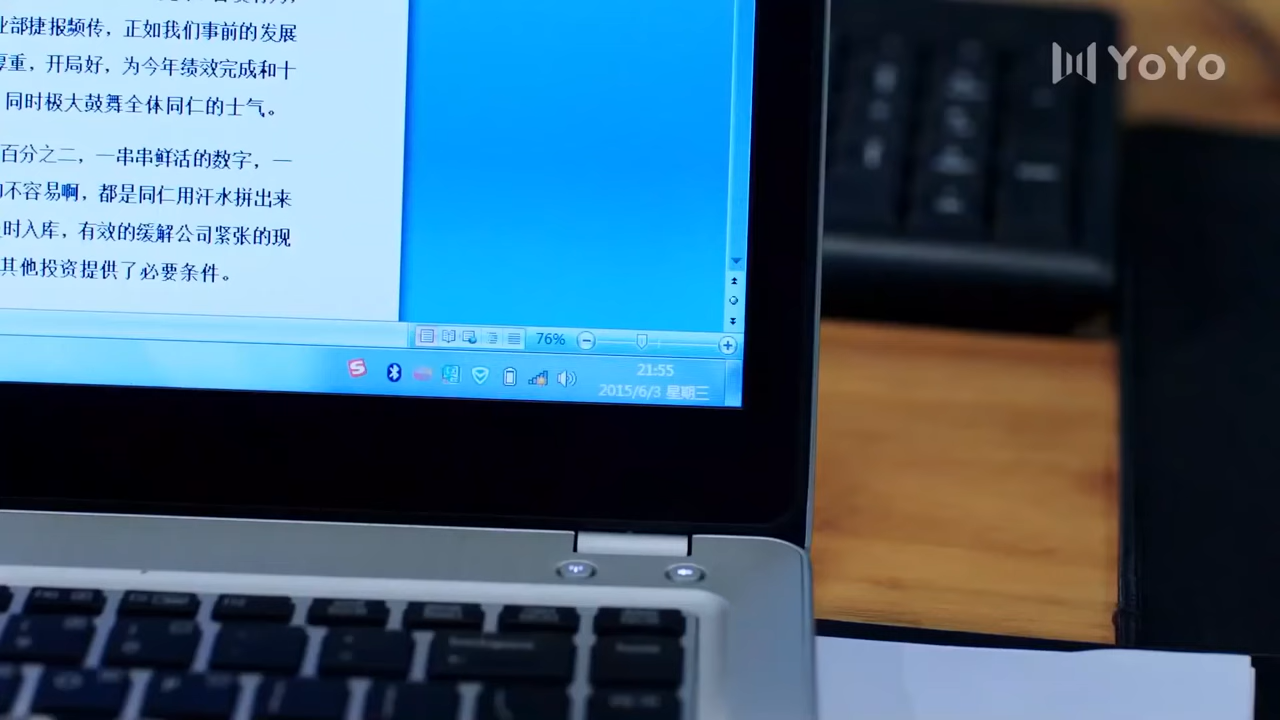 业部捷报频传，正如我们事前的发展
厚重，开局好，为今年绩效完成和十
同时极大鼓舞全体同仁的士气。
百分之二，一串串鲜活的数字，一
的不容易啊，都是同仁用汗水拼出来
时入库，有效的缓解公司紧张的现
其他投资提供了必要条件。
76%
21:55
2015/6/3 星期三
YoYo